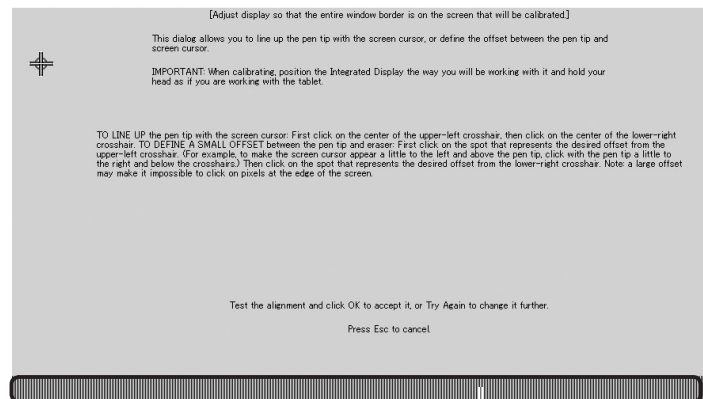 [Adjust display so that the entire window border is on the screen that will be calibrated.]
This dialog allows you to line up the pen tip with the screen cursor, or define the offset between the pen tip and
screen cursor.
IMPORTANT: When calibrating, position the Integrated Display the way you will be working with it and hold your
head as if you are working with the tablet.
TO LINE UP the pen tip with the screen cursor: First click on the center of the upper-left crosshair, then click on the center of the lower-right
crosshair. TO DEFINE A SMALL OFFSET between the pen tip and eraser: First click on the spot that represents the desired offset from the
upper-left crosshair. (For example, to make the screen cursor appear a little to the left and above the pen tip, click with the pen tip a little to
the right and below the crosshairs.) Then click on the spot that represents the desired offset from the lower-right crosshair. Note: a large offset
may make it impossible to click on pixels at the edge of the screen.
Test the alignment and click OK to accept it, or Try Again to change it further.
Press Esc to cancel.